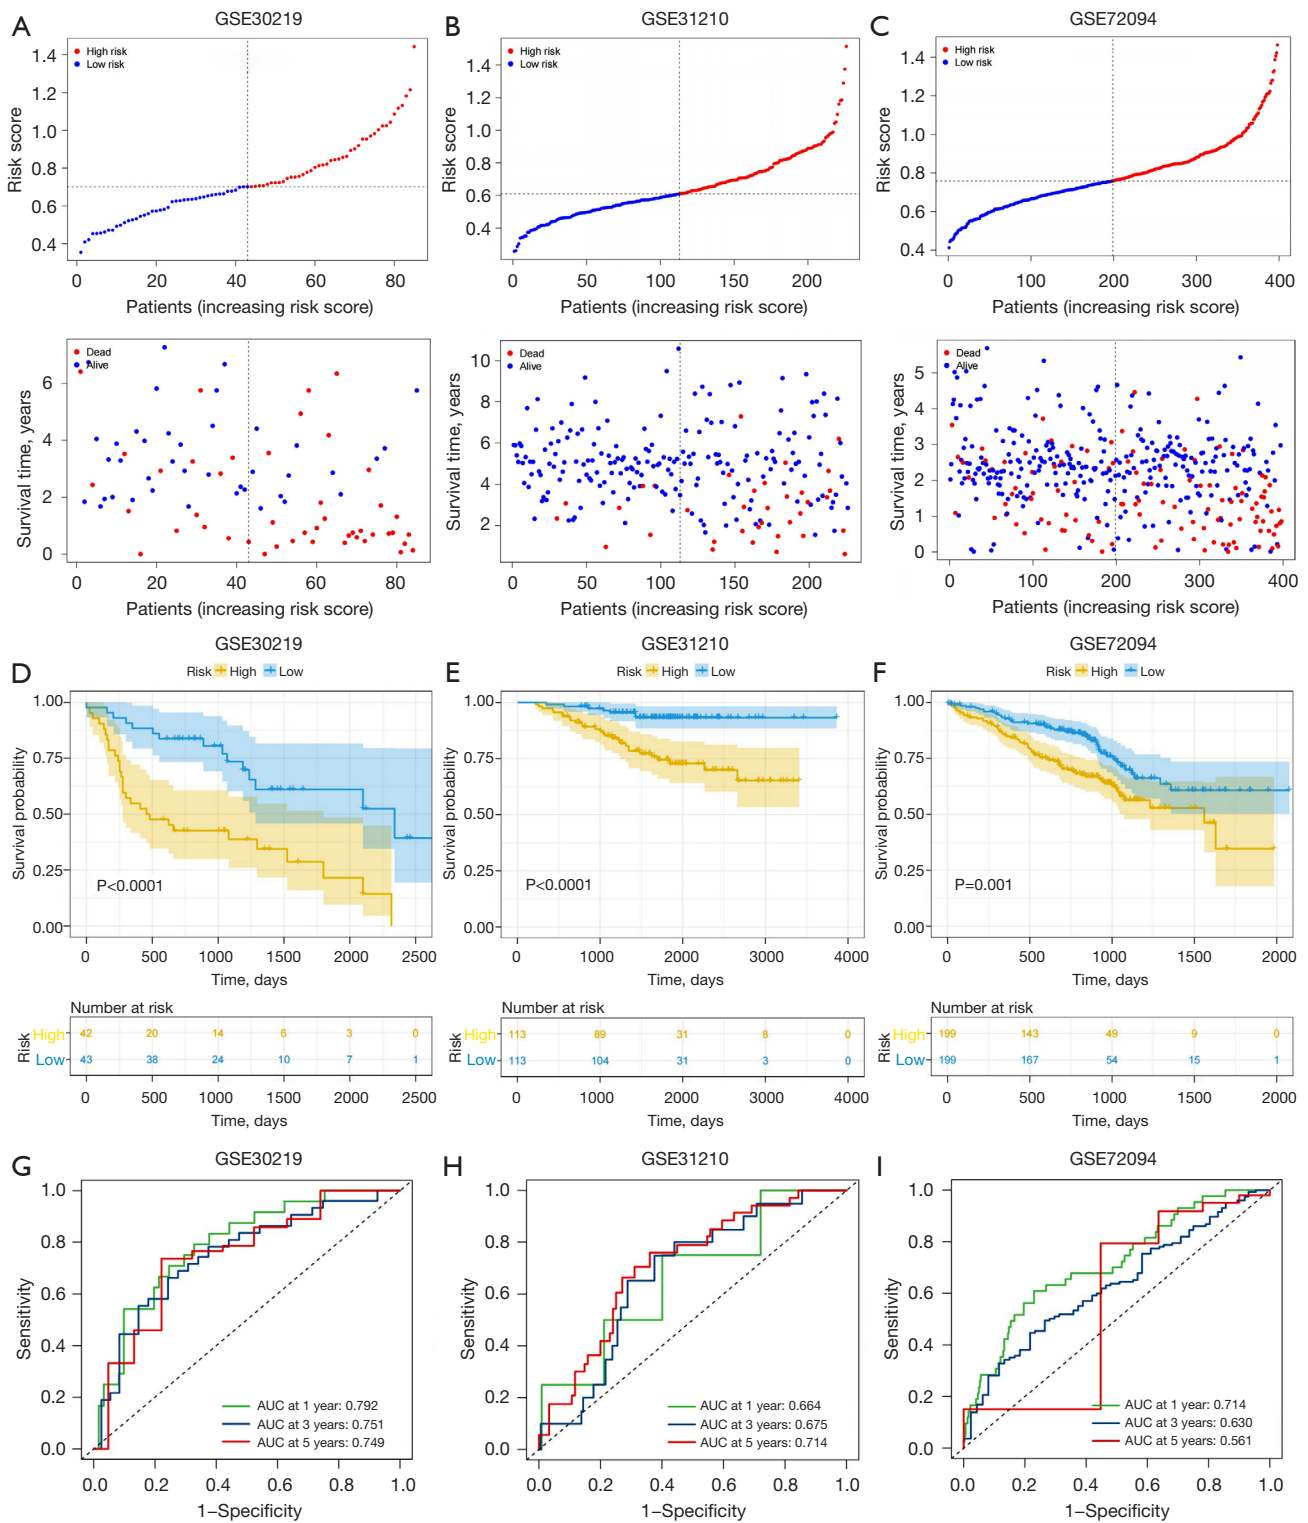 A
GSE30219
High risk
Low risk
Risk score
1.4
1.2
1.0
0.8
0.6
0.4
0 20 40 60 80
Patients (increasing risk score)
Dead
Alive
Survival time, years
6
4
2
0
0 20 40 60 80
Patients (increasing risk score)
B
GSE31210
High risk
Low risk
Risk score
1.4
1.2
1.0
0.8
0.6
0.4
0 50 100 150 200
Patients (increasing risk score)
Dead
Alive
Survival time, years
10
8
6
4
2
0 50 100 150 200
Patients (increasing risk score)
C
GSE72094
High risk
Low risk
Risk score
1.4
1.2
1.0
0.8
0.6
0.4
0 100 200 300 400
Patients (increasing risk score)
Dead
Alive
Survival time, years
5
4
3
2
1
0
0 100 200 300 400
Patients (increasing risk score)
D
GSE30219
Risk High Low
Survival probability
1.00
0.75
0.50
0.25
0.00
P<0.0001
0 500 1000 1500 2000 2500
Time, days
Number at risk
Risk
High 42 20 14 6 3 0
Low 43 38 24 10 7 1
0 500 1000 1500 2000 2500
Time, days
E
GSE31210
Risk High Low
Survival probability
1.00
0.75
0.50
0.25
0.00
P<0.0001
0 1000 2000 3000 4000
Time, days
Number at risk
Risk
High 113 89 31 8 0
Low 113 104 31 3 0
0 1000 2000 3000 4000
Time, days
F
GSE72094
Risk High Low
Survival probability
1.00
0.75
0.50
0.25
0.00
P=0.001
0 500 1000 1500 2000
Time, days
Number at risk
Risk
High 199 143 49 9 0
Low 199 167 54 15 1
0 500 1000 1500 2000
Time, days
G
GSE30219
Sensitivity
1.0
0.8
0.6
0.4
0.2
0.0
AUC at 1 year: 0.792
AUC at 3 years: 0.751
AUC at 5 years: 0.749
0.0 0.2 0.4 0.6 0.8 1.0
1–Specificity
H
GSE31210
Sensitivity
1.0
0.8
0.6
0.4
0.2
0.0
AUC at 1 year: 0.664
AUC at 3 years: 0.675
AUC at 5 years: 0.714
0.0 0.2 0.4 0.6 0.8 1.0
1–Specificity
I
GSE72094
Sensitivity
1.0
0.8
0.6
0.4
0.2
0.0
AUC at 1 year: 0.714
AUC at 3 years: 0.630
AUC at 5 years: 0.561
0.0 0.2 0.4 0.6 0.8 1.0
1–Specificity